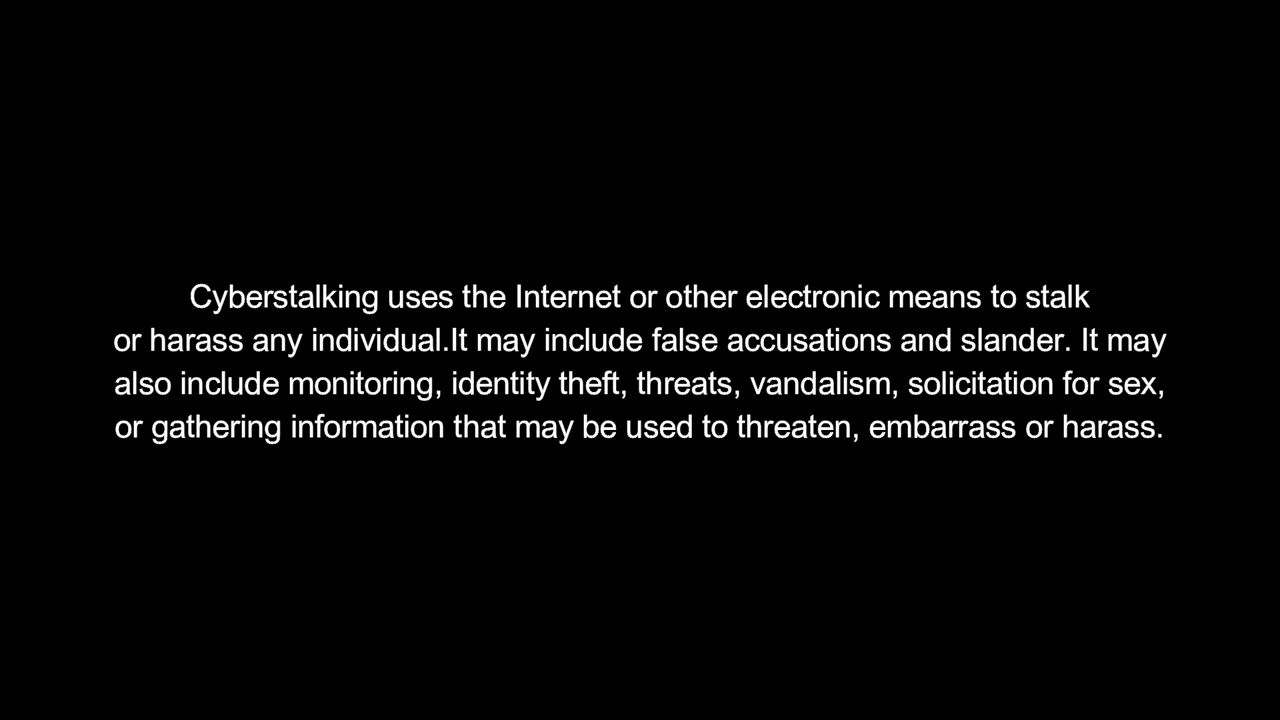 Cyberstalking uses the Internet or other electronic means to stalk
or harass any individual.It may include false accusations and slander. It may
also include monitoring, identity theft, threats, vandalism, solicitation for sex,
or gathering information that may be used to threaten, embarrass or harass.